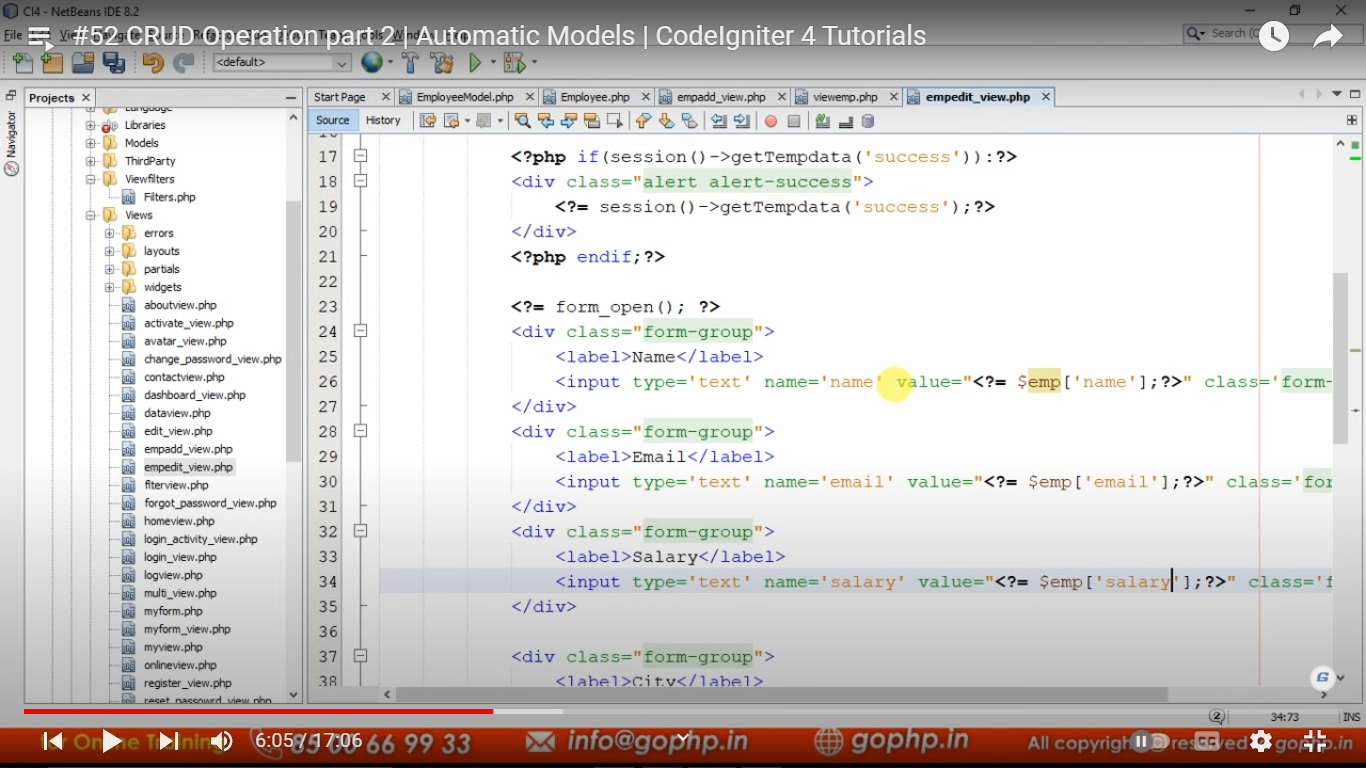 CI4 - NetBeans IDE 8.2
#52 CRUD Operation part 2 | Automatic Models | CodeIgniter 4 Tutorials
File
Search (C
<default>
Projects
Navigator
Language
Libraries
Models
ThirdParty
Viewfilters
Filters.php
Views
errors
layouts
partials
widgets
aboutview.php
activate_view.php
avatar_view.php
change_password_view.php
contactview.php
dashboard_view.php
dataview.php
edit_view.php
empadd_view.php
empedit_view.php
flterview.php
forgot_password_view.php
homeview.php
login_activity_view.php
login_view.php
logview.php
multi_view.php
myform.php
myform_view.php
myview.php
onlineview.php
register_view.php
reset_passowrd_view.php
Start Page EmployeeModel.php Employee.php empadd_view.php viewemp.php empedit_view.php
Source History
16
17 <?php if(session()->getTempdata('success')):?>
18 <div class="alert alert-success">
19 <?= session()->getTempdata('success');?>
20 </div>
21 <?php endif;?>
22
23 <?= form_open(); ?>
24 <div class="form-group">
25 <label>Name</label>
26 <input type='text' name='name' value="<?= $emp['name'];?>" class='form-
27 </div>
28 <div class="form-group">
29 <label>Email</label>
30 <input type='text' name='email' value="<?= $emp['email'];?>" class='for
31 </div>
32 <div class="form-group">
33 <label>Salary</label>
34 <input type='text' name='salary' value="<?= $emp['salary'];?>" class='f
35 </div>
36
37 <div class="form-group">
38 <label>City</label>
G
2 34:73 INS
for Online Training 85 00 66 99 33 info@gophp.in gophp.in All copyrights reserved gophp.in
6:05 / 17:06
CC